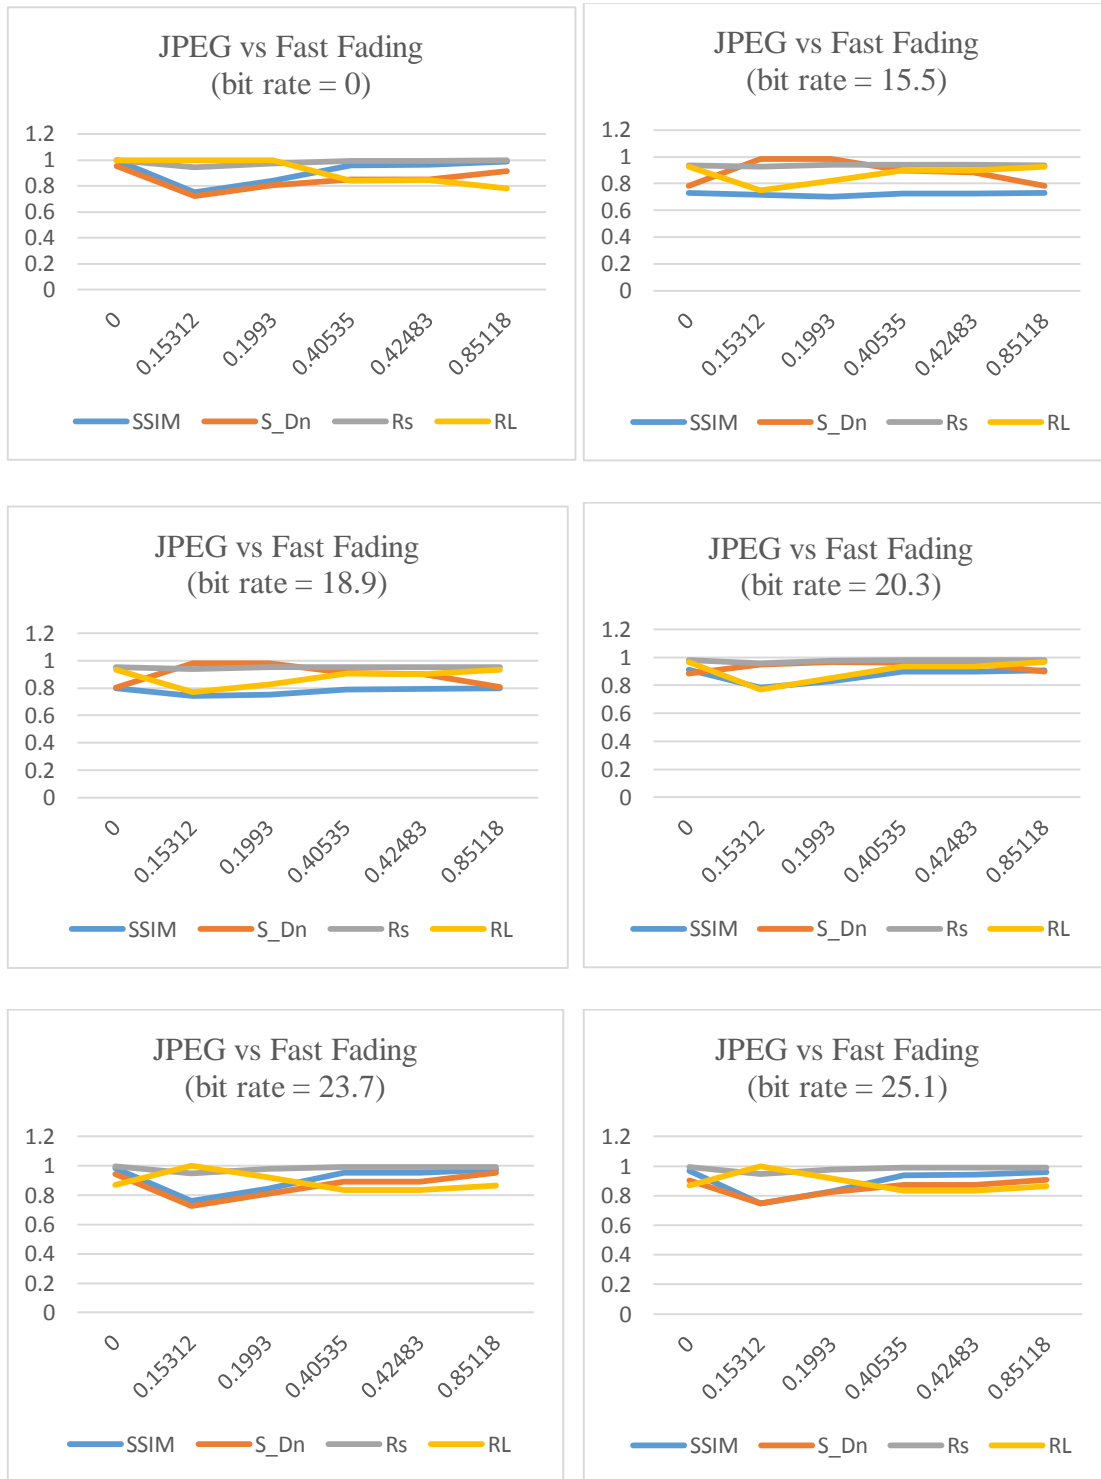 JPEG vs Fast Fading
(bit rate = 0)
1.2
1
0.8
0.6
0.4
0.2
0
0 0.15312 0.1993 0.40535 0.42483 0.85118
SSIM S_Dn Rs RL
JPEG vs Fast Fading
(bit rate = 15.5)
1.2
1
0.8
0.6
0.4
0.2
0
0 0.15312 0.1993 0.40535 0.42483 0.85118
SSIM S_Dn Rs RL
JPEG vs Fast Fading
(bit rate = 18.9)
1.2
1
0.8
0.6
0.4
0.2
0
0 0.15312 0.1993 0.40535 0.42483 0.85118
SSIM S_Dn Rs RL
JPEG vs Fast Fading
(bit rate = 20.3)
1.2
1
0.8
0.6
0.4
0.2
0
0 0.15312 0.1993 0.40535 0.42483 0.85118
SSIM S_Dn Rs RL
JPEG vs Fast Fading
(bit rate = 23.7)
1.2
1
0.8
0.6
0.4
0.2
0
0 0.15312 0.1993 0.40535 0.42483 0.85118
SSIM S_Dn Rs RL
JPEG vs Fast Fading
(bit rate = 25.1)
1.2
1
0.8
0.6
0.4
0.2
0
0 0.15312 0.1993 0.40535 0.42483 0.85118
SSIM S_Dn Rs RL